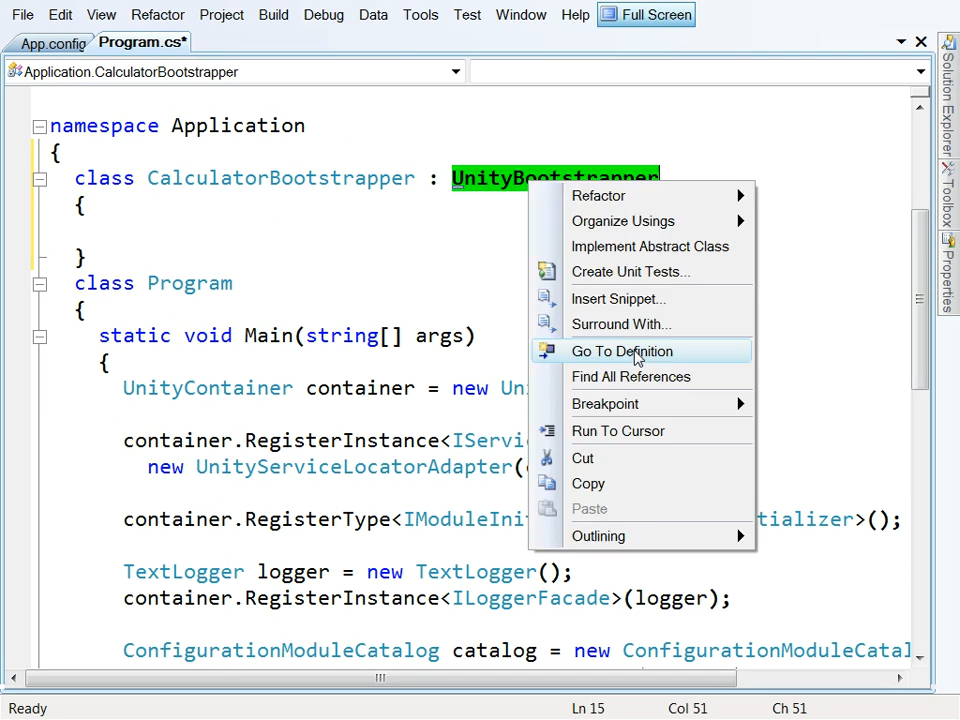 File Edit View Refactor Project Build Debug Data Tools Test Window Help Full Screen
App.config Program.cs*
Application.CalculatorBootstrapper
namespace Application
{
class CalculatorBootstrapper : UnityBootstrapper
{
}
class Program
{
static void Main(string[] args)
{
UnityContainer container = new Un
container.RegisterInstance<IServi
new UnityServiceLocatorAdapter(
container.RegisterType<IModuleIni tializer>();
TextLogger logger = new TextLogger();
container.RegisterInstance<ILoggerFacade>(logger);
ConfigurationModuleCatalog catalog = new ConfigurationModuleCatal
Refactor
Organize Usings
Implement Abstract Class
Create Unit Tests...
Insert Snippet...
Surround With...
Go To Definition
Find All References
Breakpoint
Run To Cursor
Cut
Copy
Paste
Outlining
Solution Explorer
Toolbox
Properties
Ready Ln 15 Col 51 Ch 51